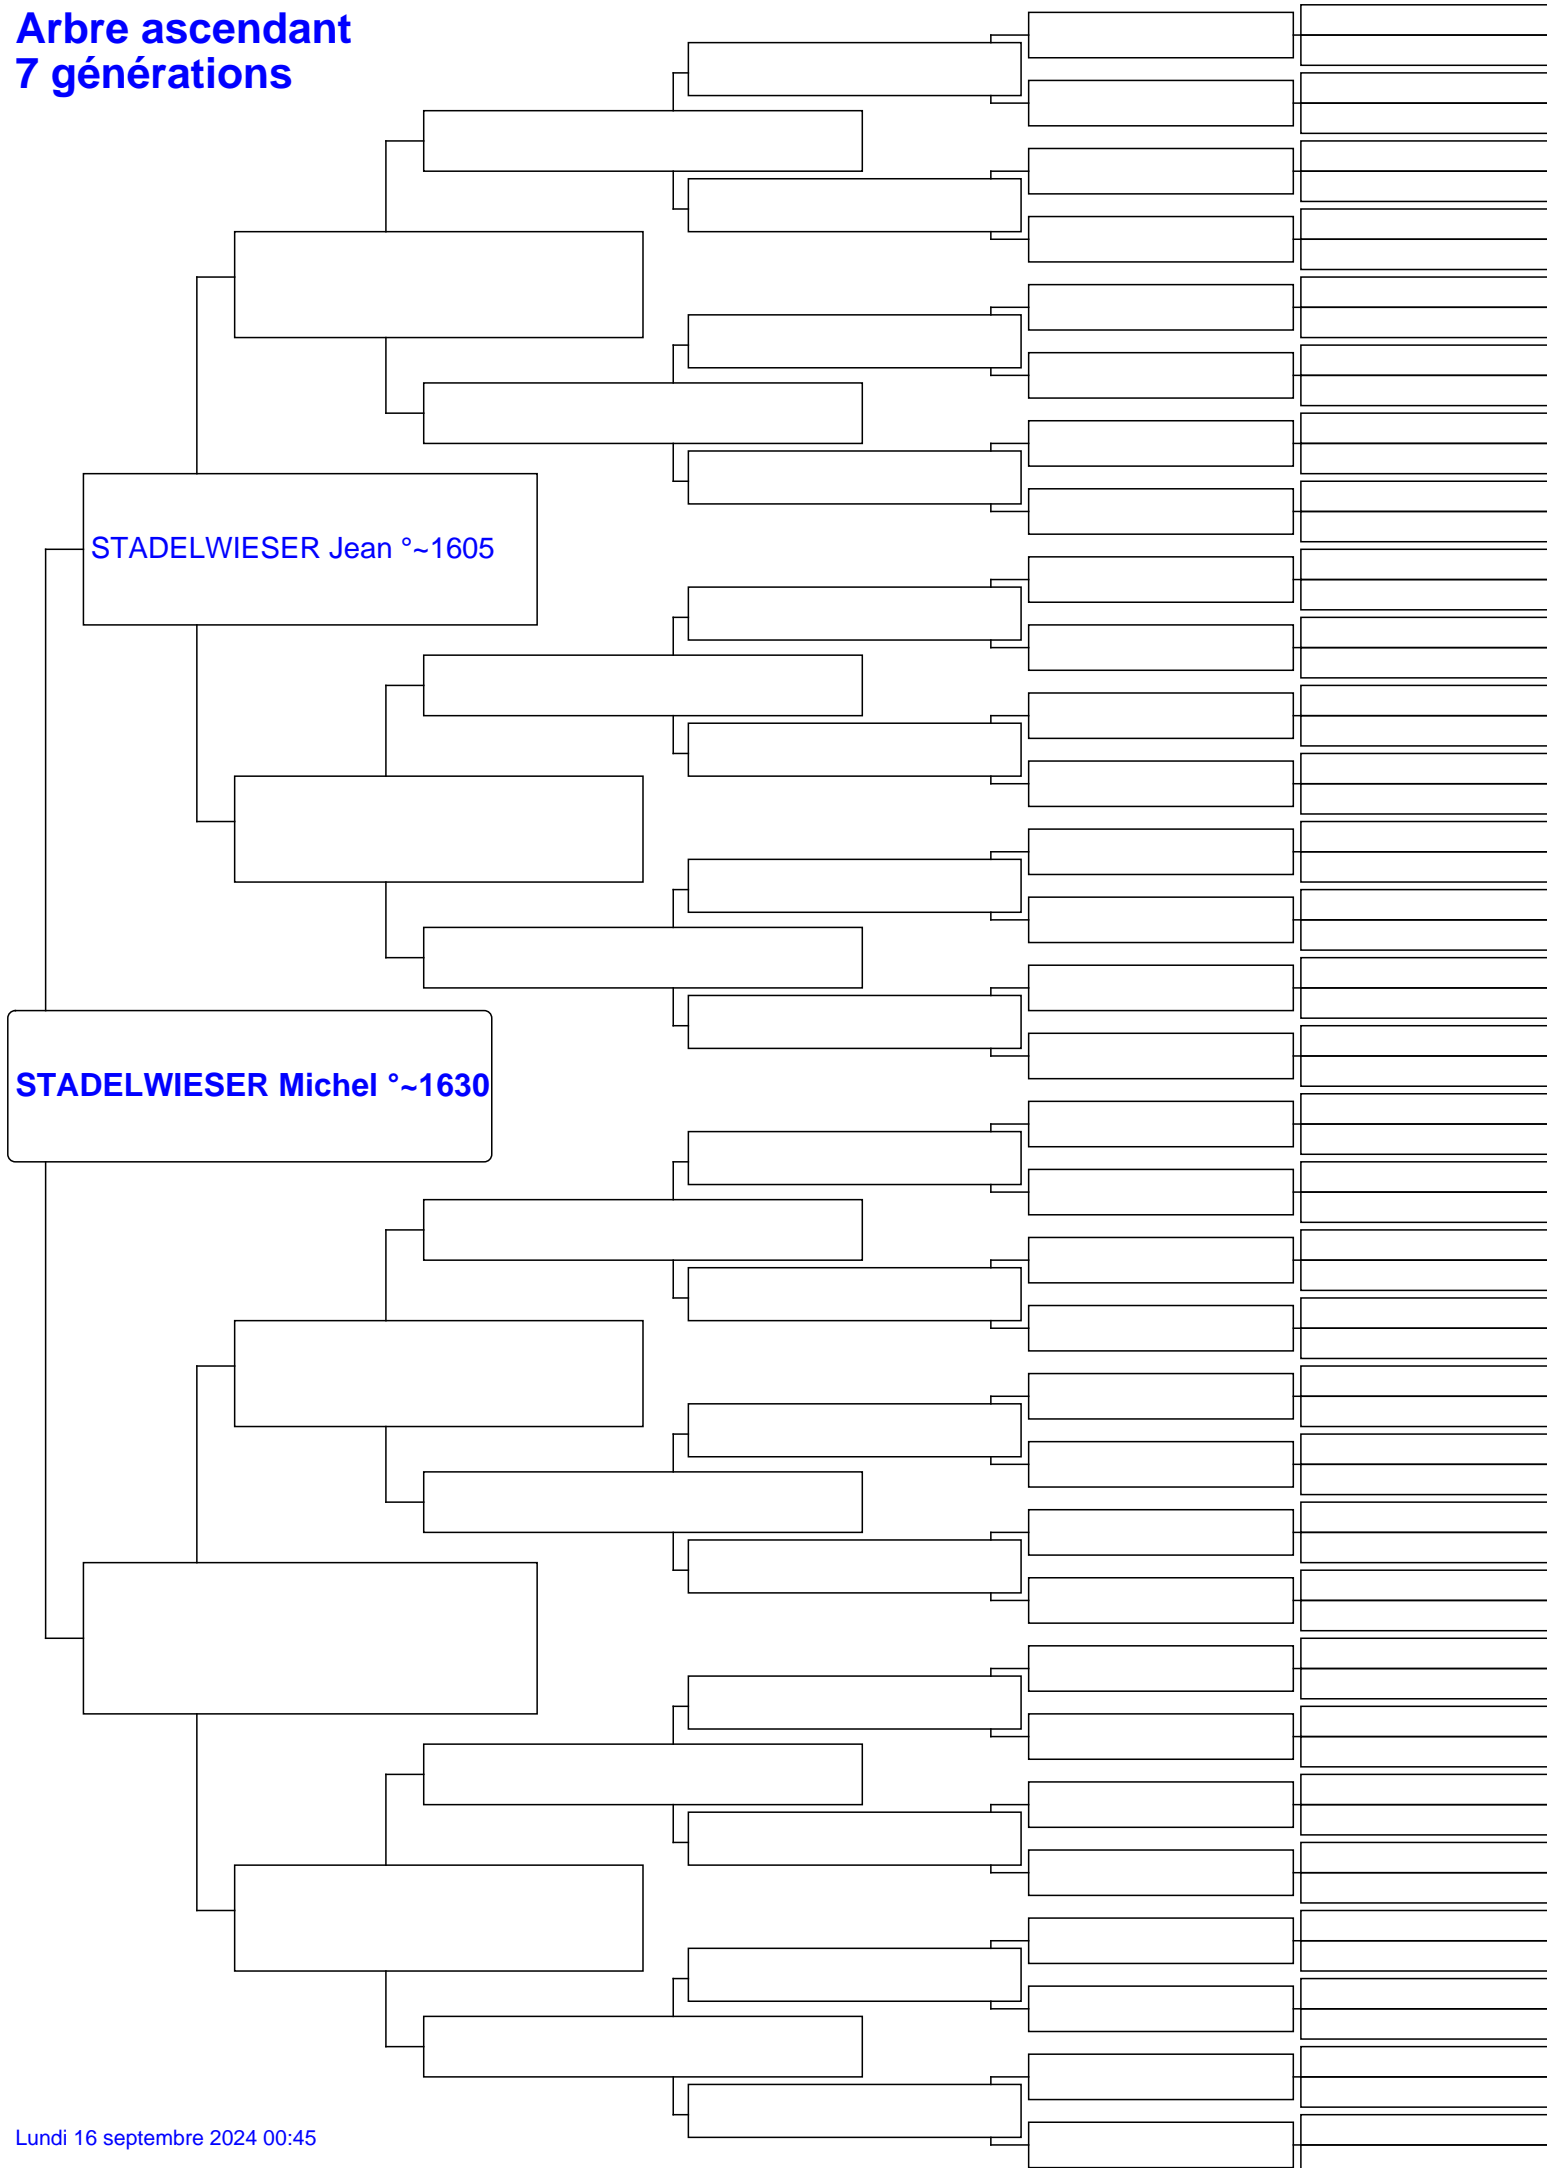 Arbre ascendant
7 générations
STADELWIESER Jean °~1605
STADELWIESER Michel °~1630
Lundi 16 septembre 2024 00:45